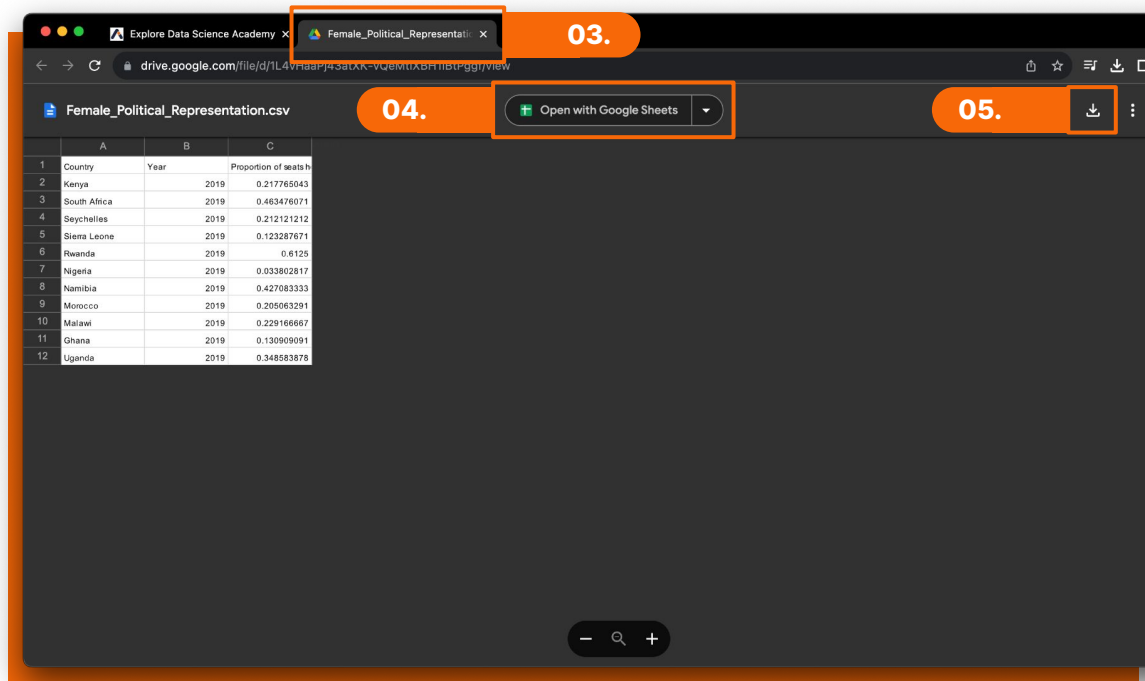 Explore Data Science Academy
Female_Political_Representatio
03.
drive.google.com/file/d/
04.
05.
Female_Political_Representation.csv
Open with Google Sheets
A B C
1 Country Year Proportion of seats h
2 Kenya 2019 0.217765043
3 South Africa 2019 0.463476071
4 Seychelles 2019 0.212121212
5 Sierra Leone 2019 0.123287671
6 Rwanda 2019 0.6125
7 Nigeria 2019 0.033802817
8 Namibia 2019 0.427083333
9 Morocco 2019 0.205063291
10 Malawi 2019 0.229166667
11 Ghana 2019 0.130909091
12 Uganda 2019 0.348583878